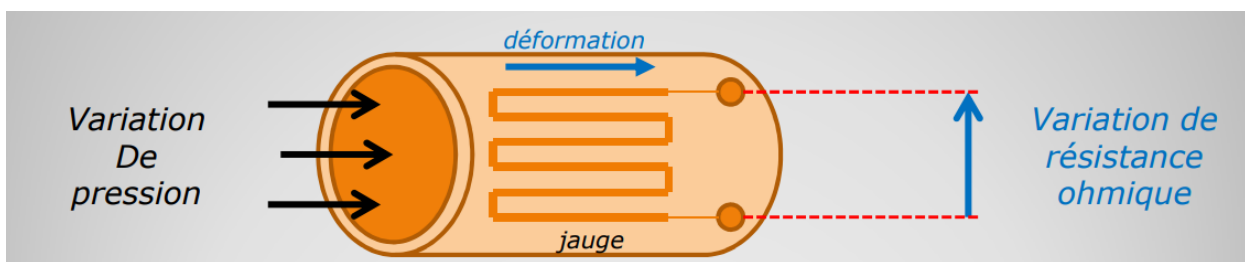 déformation
Variation
De
pression
jauge
Variation de
résistance
ohmique